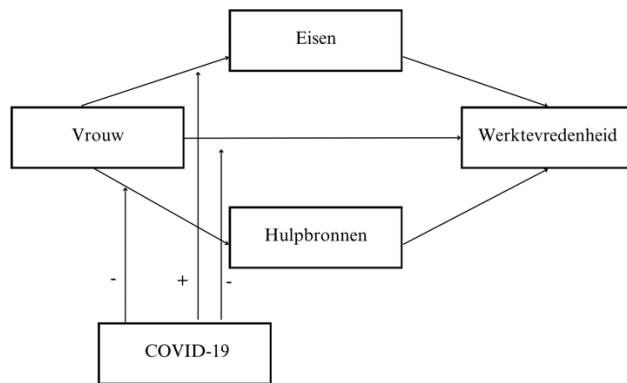 Eisen
Vrouw
Werktevredenheid
Hulpbronnen
-
+
-
COVID-19